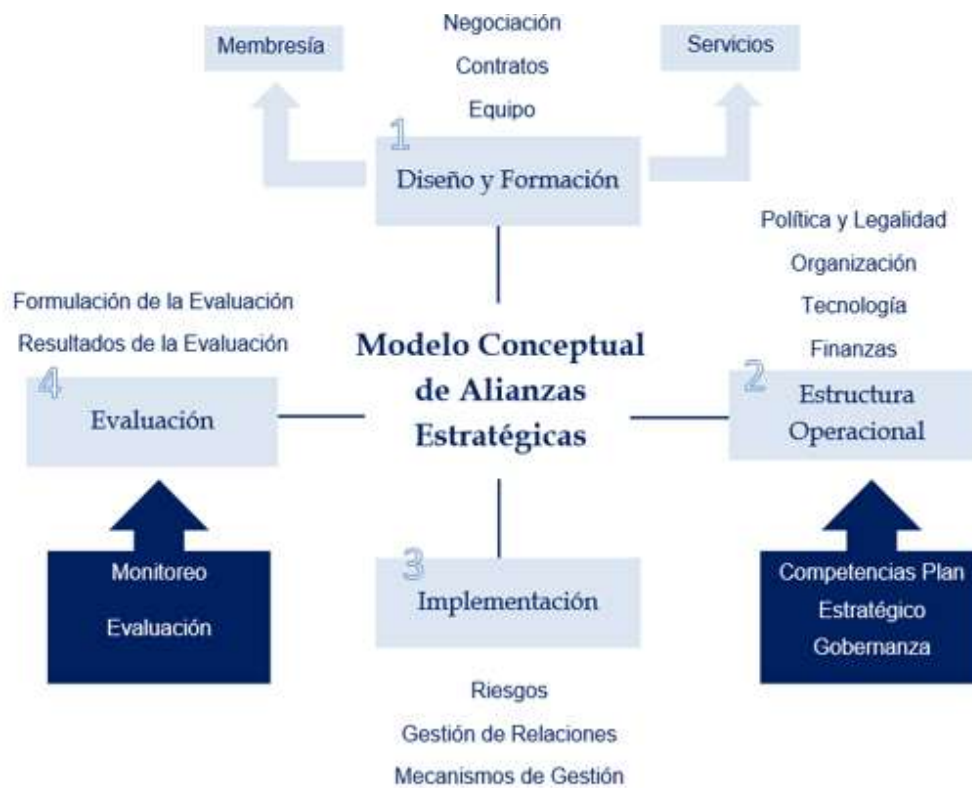 Negociación
Membresía
Servicios
Contratos
Equipo
1
Diseño y Formación
Política y Legalidad
Organización
Tecnología
Finanzas
Formulación de la Evaluación
Resultados de la Evaluación
Modelo Conceptual
de Alianzas
Estratégicas
4
Evaluación
2
Estructura
Operacional
Monitoreo
Evaluación
3
Implementación
Competencias Plan
Estratégico
Gobernanza
Riesgos
Gestión de Relaciones
Mecanismos de Gestión